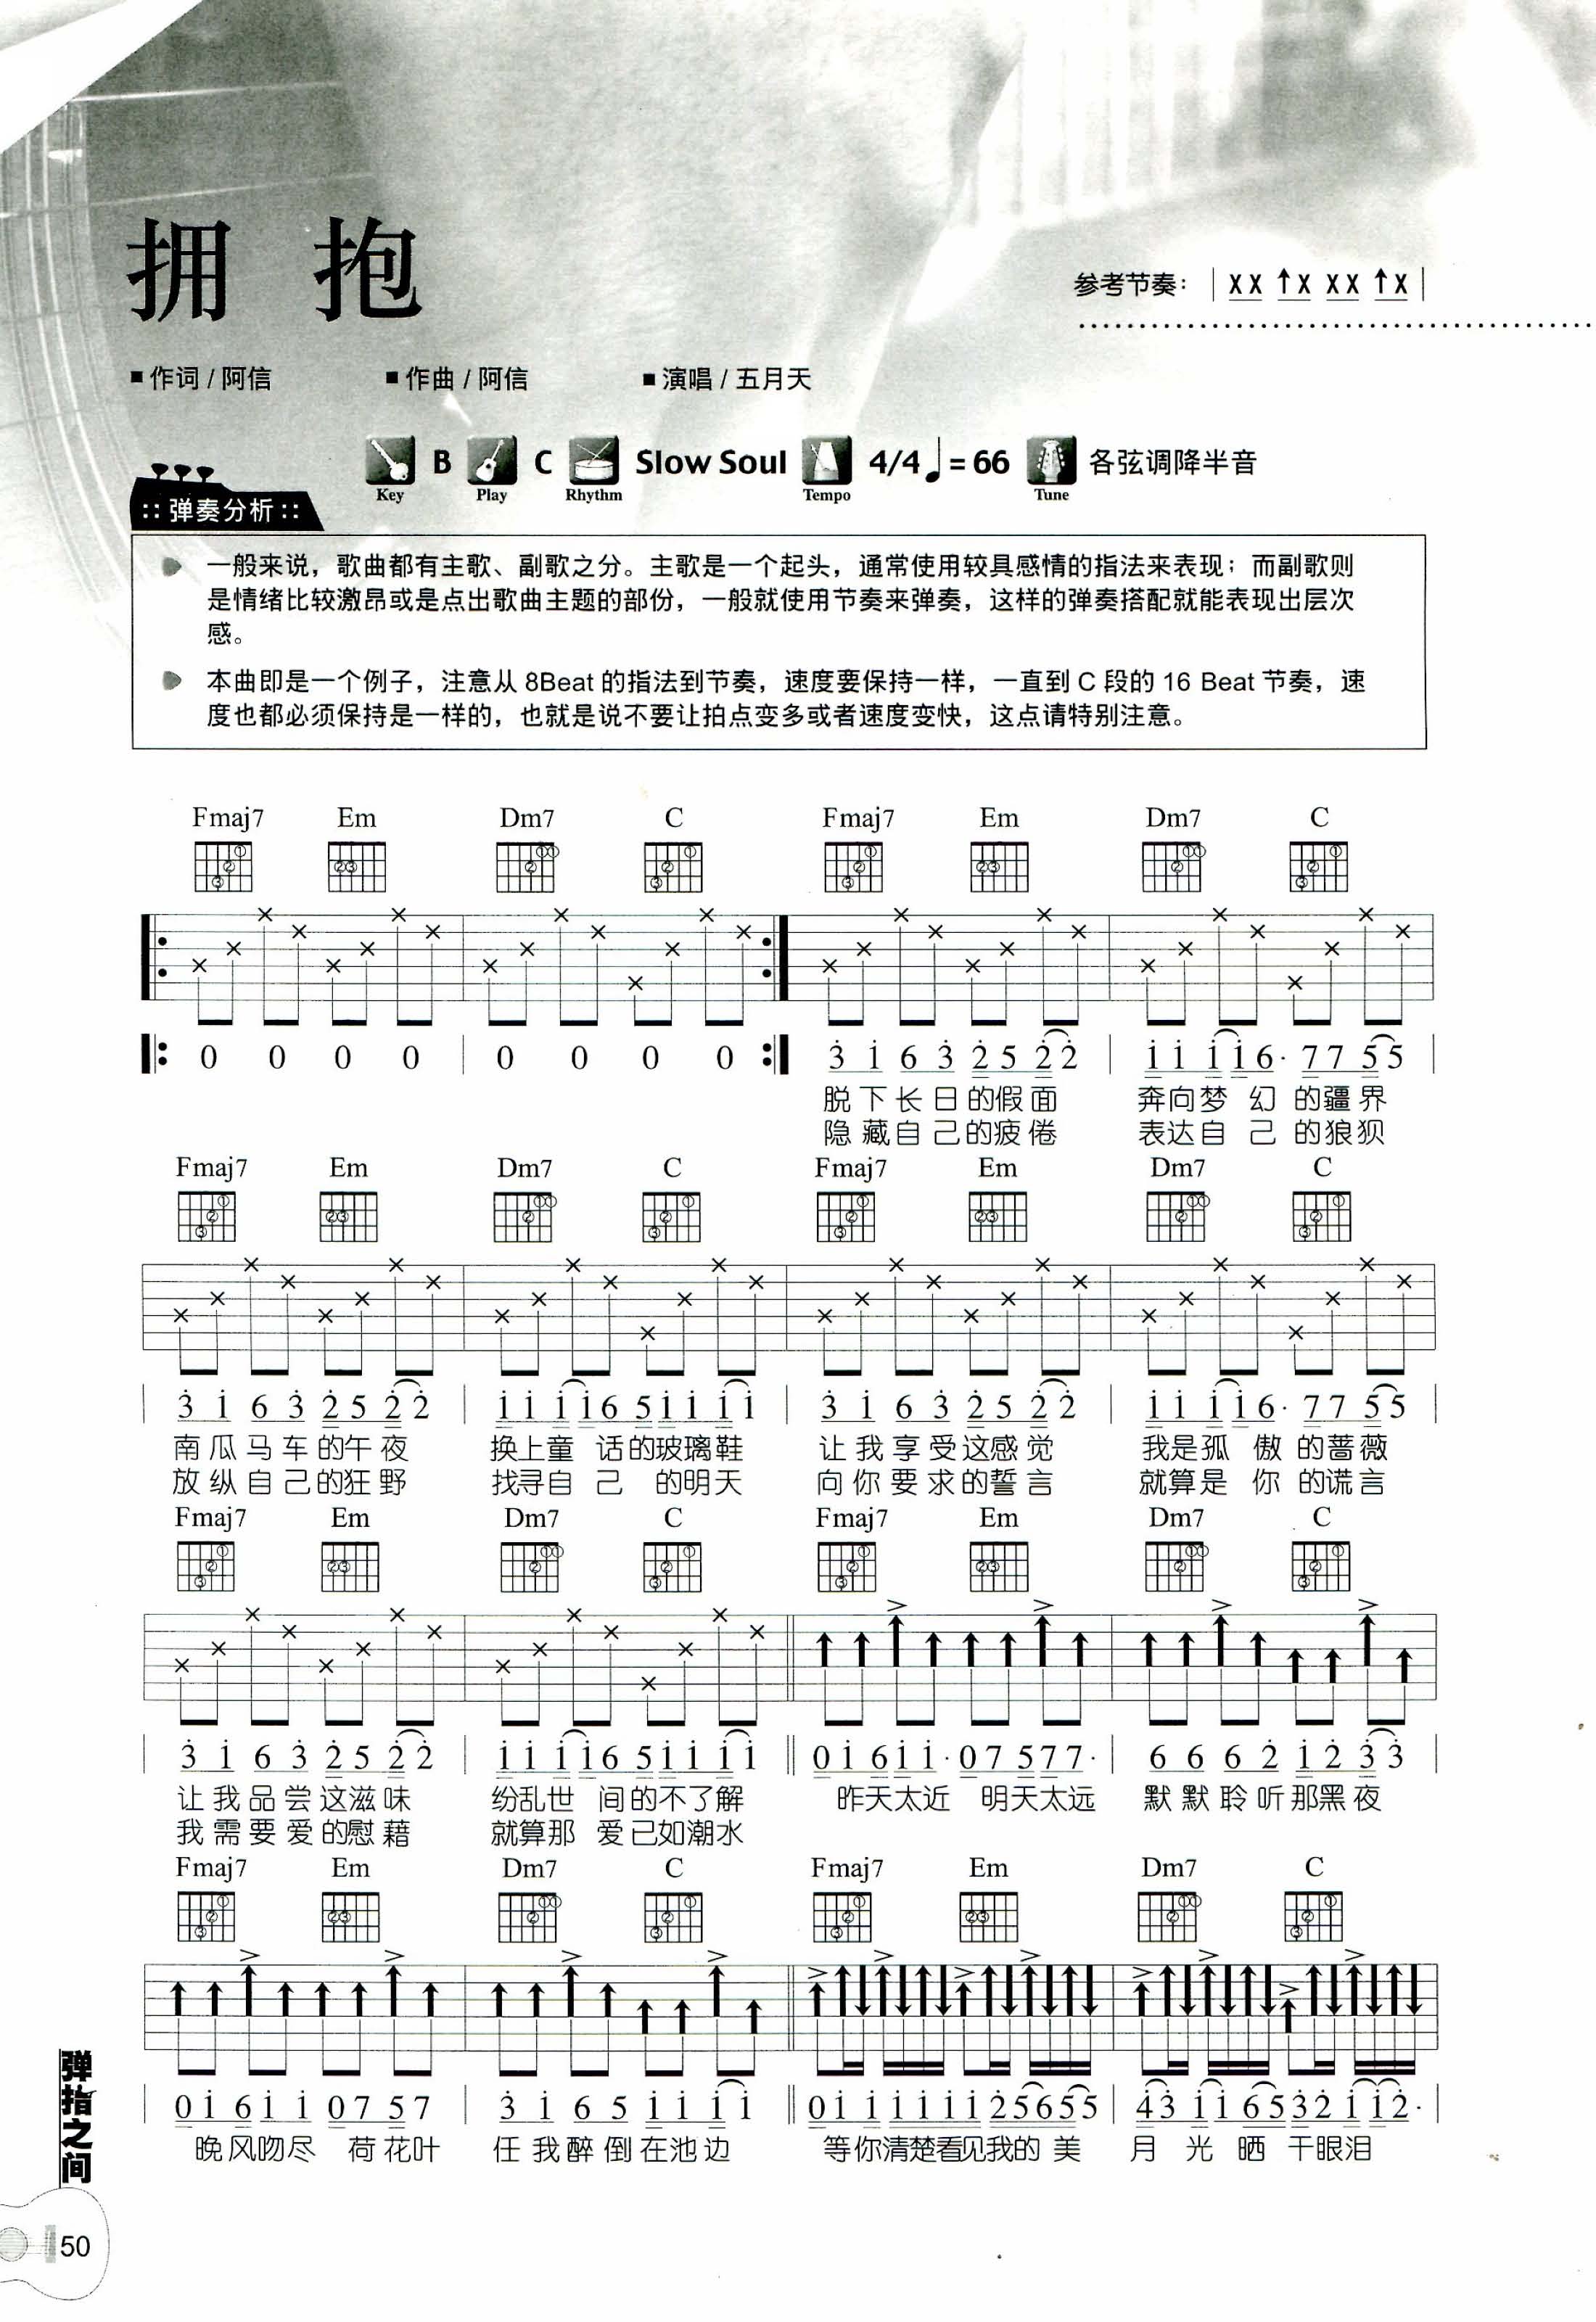 拥 抱
参考节奏: | X X ↑ X X X ↑ X |
■ 作词 / 阿信 ■ 作曲 / 阿信 ■ 演唱 / 五月天
B C Slow Soul 4/4 ♩= 66 各弦调降半音
Key Play Rhythm Tempo Tune
:: 弹奏分析 ::
一般来说，歌曲都有主歌、副歌之分。主歌是一个起头，通常使用较具感情的指法来表现；而副歌则
是情绪比较激昂或是点出歌曲主题的部份，一般就使用节奏来弹奏，这样的弹奏搭配就能表现出层次
感。
本曲即是一个例子，注意从 8Beat 的指法到节奏，速度要保持一样，一直到 C 段的 16 Beat 节奏，速
度也都必须保持是一样的，也就是说不要让拍点变多或者速度变快，这点请特别注意。
Fmaj7 Em Dm7 C Fmaj7 Em Dm7 C
0 0 0 0 | 0 0 0 0 :| 3̇ 1̇ 6 3̇ 2̇ 5 2̇ 2̇ | 1̇ 1̇ 1̇ 1̇ 6· 7 7 5 5 |
脱下长日的假面 奔向梦 幻 的疆界
隐藏自己的疲倦 表达自 己 的狼狈
Fmaj7 Em Dm7 C Fmaj7 Em Dm7 C
| 3̇ 1̇ 6 3̇ 2̇ 5 2̇ 2̇ | 1̇ 1̇ 1̇ 1̇ 6 5 1̇ 1̇ 1̇ 1̇ | 3̇ 1̇ 6 3̇ 2̇ 5 2̇ 2̇ | 1̇ 1̇ 1̇ 1̇ 6· 7 7 5 5 |
南瓜马车的午夜 换上童 话的玻璃鞋 让我享受这感觉 我是孤 傲 的蔷薇
放纵自己的狂野 找寻自 己 的明天 向你要求的誓言 就算是 你 的谎言
Fmaj7 Em Dm7 C Fmaj7 Em Dm7 C
| 3̇ 1̇ 6 3̇ 2̇ 5 2̇ 2̇ | 1̇ 1̇ 1̇ 1̇ 6 5 1̇ 1̇ 1̇ 1̇ || 0 1̇ 6 1̇ 1̇· 0 7 5 7 7· | 6 6 6 2̇ 1̇ 2̇ 3̇ 3̇ |
让我品尝这滋味 纷乱世 间的不了解 昨天太近 明天太远 默默聆听那黑夜
我需要爱的慰藉 就算那 爱已如潮水
Fmaj7 Em Dm7 C Fmaj7 Em Dm7 C
| 0 1̇ 6 1̇ 1̇ 0 7 5 7 | 3̇ 1̇ 6 5 1̇ 1̇ 1̇ 1̇ || 0 1̇ 1̇ 1̇ 1̇ 1̇ 1̇ 2̇ 5 6 5 5 | 4̇ 3̇ 1̇ 1̇ 6 5 3̇ 2̇ 1̇ 1̇ 2̇· |
晚风吻尽 荷花叶 任我醉倒在池边 等你清楚看见我的美 月 光 晒 干眼泪
弹指之间
50